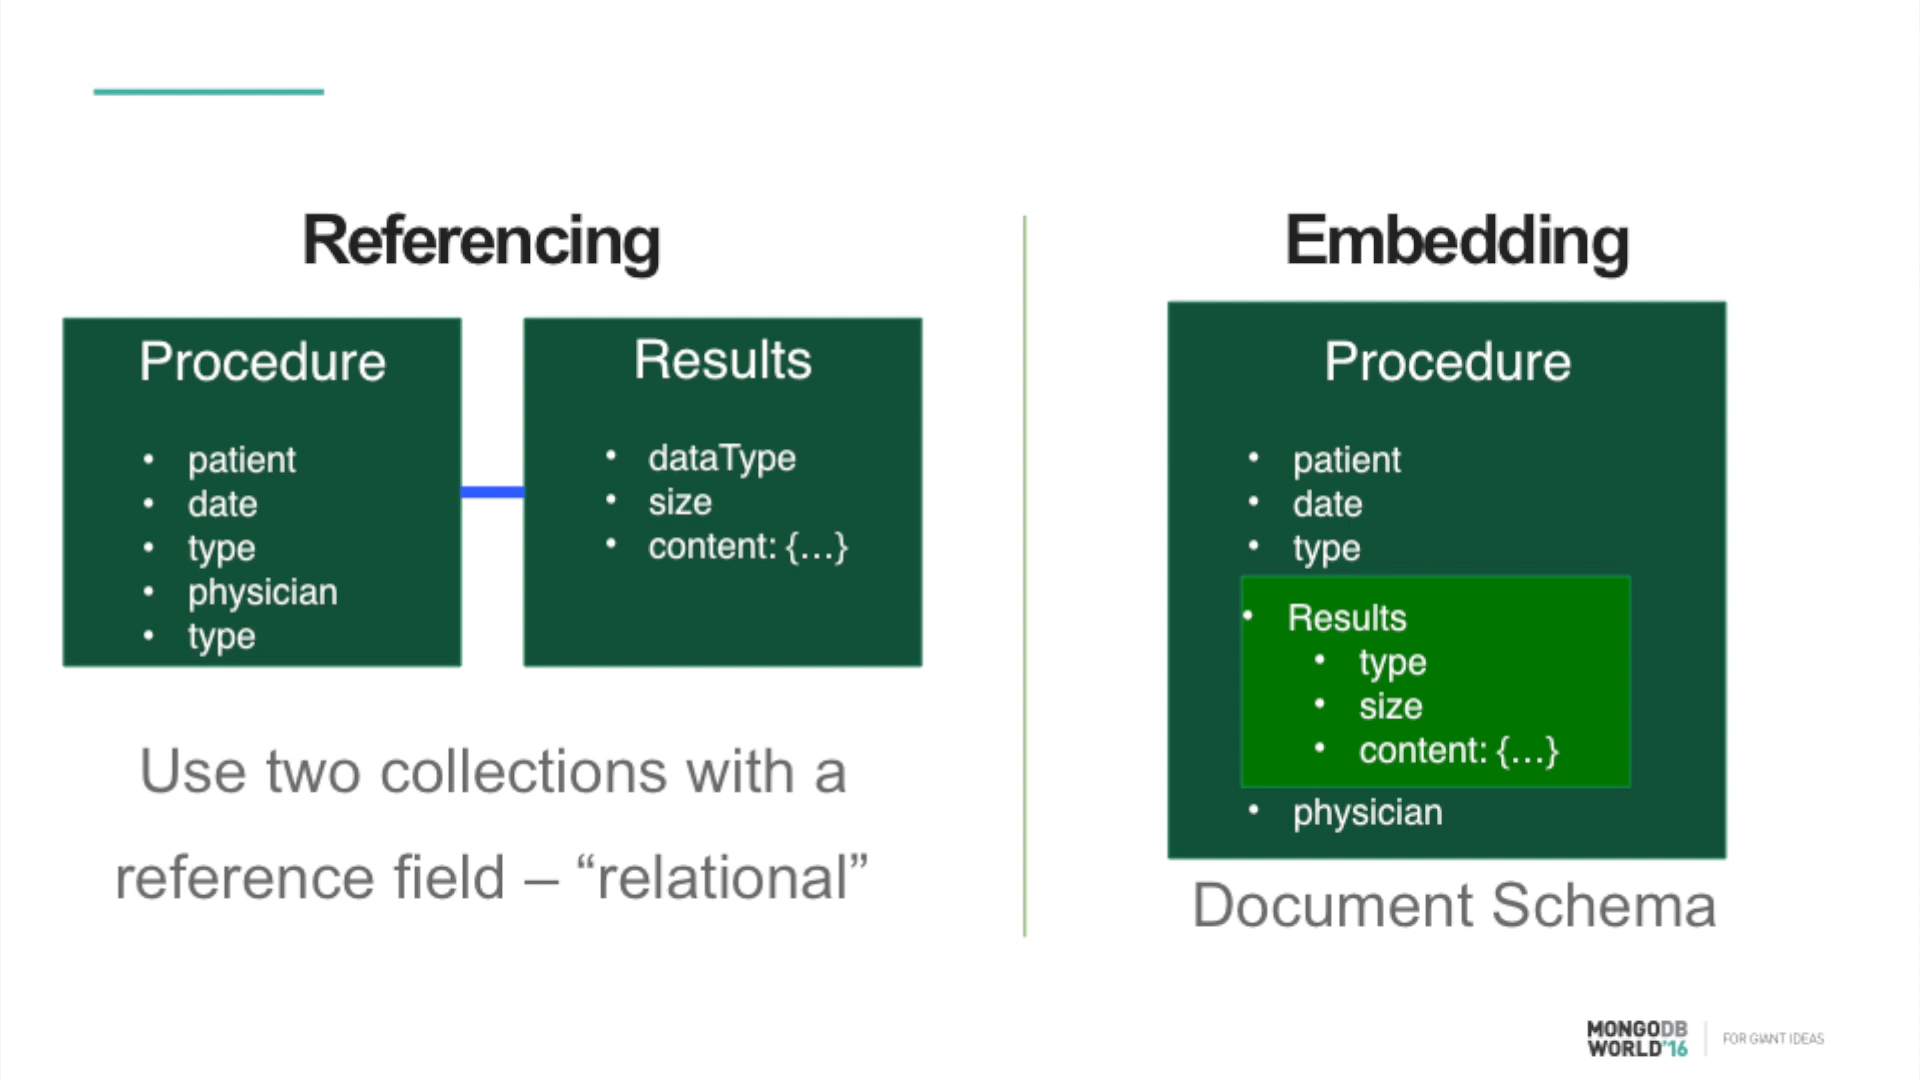 Referencing
Procedure
• patient
• date
• type
• physician
• type
Results
• dataType
• size
• content: {...}
Use two collections with a
reference field – “relational”
Embedding
Procedure
• patient
• date
• type
• Results
• type
• size
• content: {...}
• physician
Document Schema
MONGODB
WORLD'16
FOR GIANT IDEAS